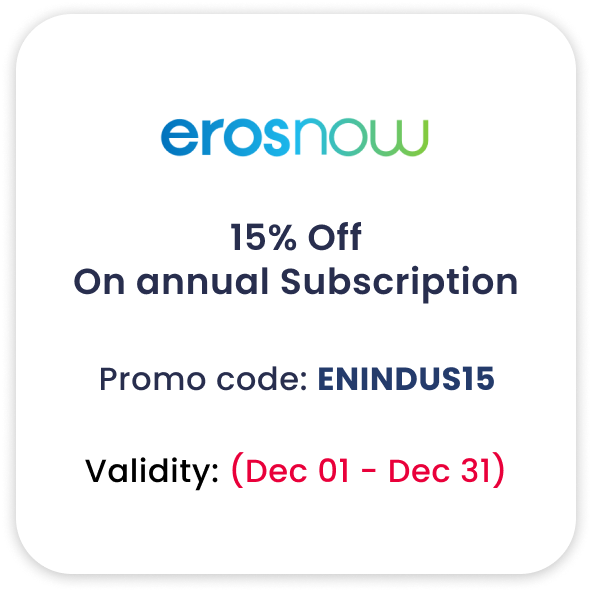 erosnow
15% Off
On annual Subscription
Promo code: ENINDUS15
Validity: (Dec 01 - Dec 31)